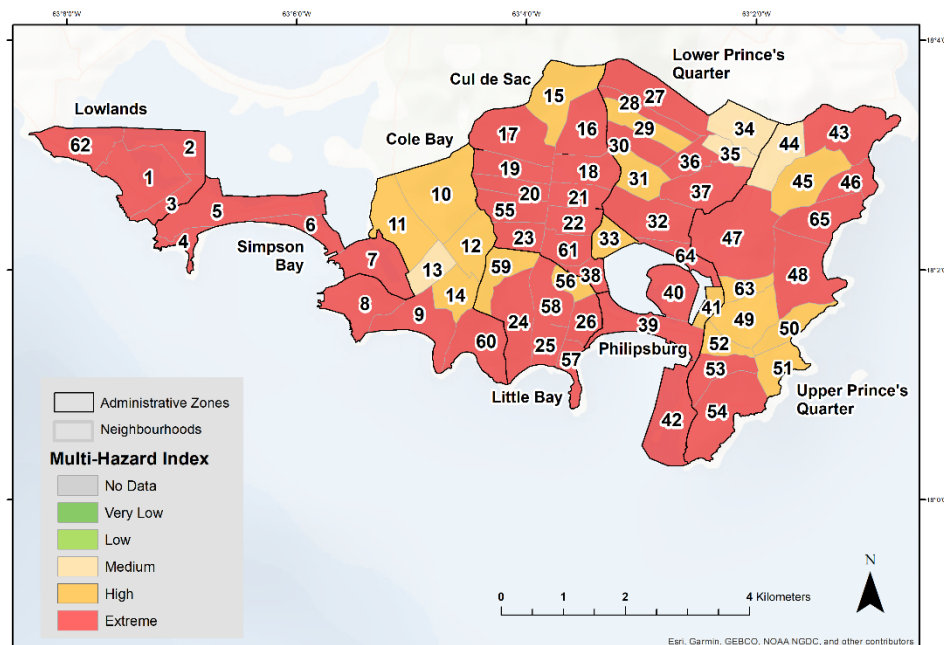 63°8'0"W
63°6'0"W
63°4'0"W
63°2'0"W
18°4'0"
18°2'0"
18°0'0"
Lower Prince's
Quarter
Cul de Sac
Lowlands
Cole Bay
Simpson
Bay
Little Bay
Philipsburg
Upper Prince's
Quarter
15
28
27
17
16
29
34
43
62
2
30
35
44
1
19
18
36
45
46
31
10
20
21
37
3
5
55
22
32
65
4
6
11
23
61
33
47
12
64
7
13
59
56
38
48
40
63
8
14
58
41
9
24
26
39
49
50
60
25
52
57
53
51
42
54
Administrative Zones
Neighbourhoods
Multi-Hazard Index
No Data
Very Low
Low
Medium
High
Extreme
N
0 1 2 4 Kilometers
Esri, Garmin, GEBCO, NOAA NGDC, and other contributors